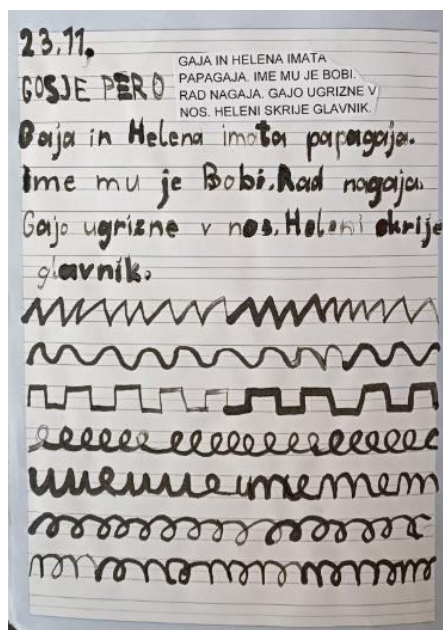 23.11.
GOSJE PERO
GAJA IN HELENA IMATA
PAPAGAJA. IME MU JE BOBI.
RAD NAGAJA. GAJO UGRIZNE V
NOS. HELENI SKRIJE GLAVNIK.
Gaja in Helena imata papagaja.
Ime mu je Bobi. Rad nagaja.
Gajo ugrizne v nos. Heleni skrije
glavnik.